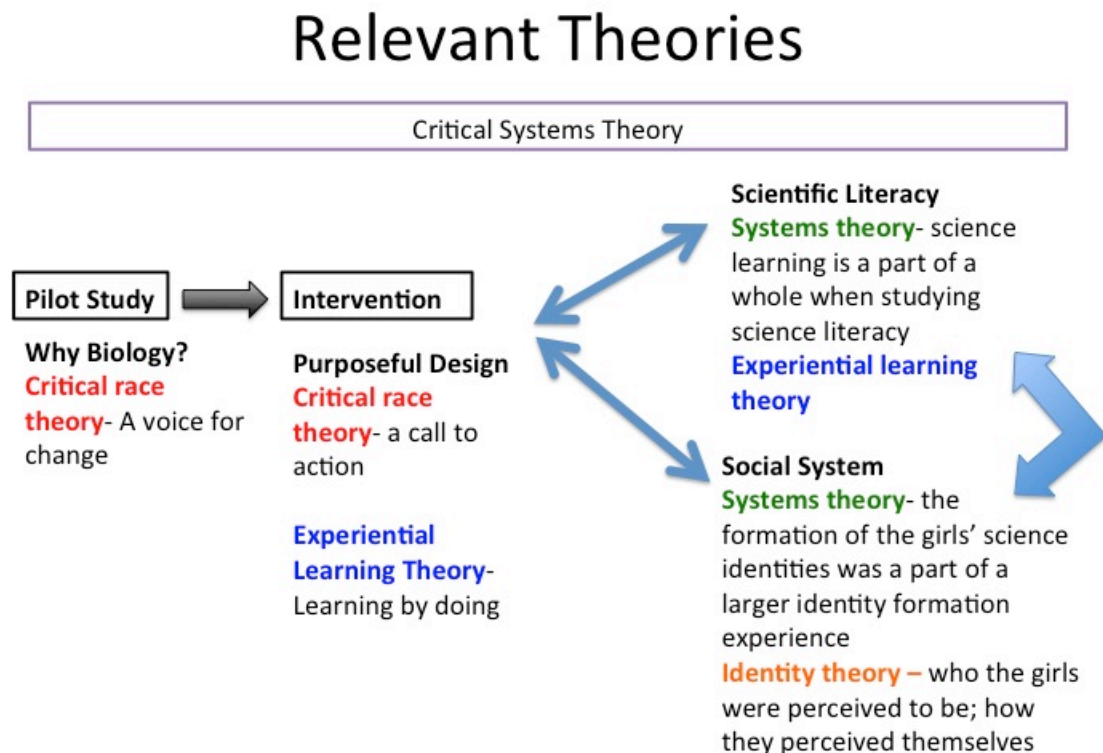 Relevant Theories
Critical Systems Theory
Pilot Study
Why Biology?
Critical race
theory- A voice for
change
Intervention
Purposeful Design
Critical race
theory- a call to
action
Experiential
Learning Theory-
Learning by doing
Scientific Literacy
Systems theory- science
learning is a part of a
whole when studying
science literacy
Experiential learning
theory
Social System
Systems theory- the
formation of the girls’ science
identities was a part of a
larger identity formation
experience
Identity theory – who the girls
were perceived to be; how
they perceived themselves